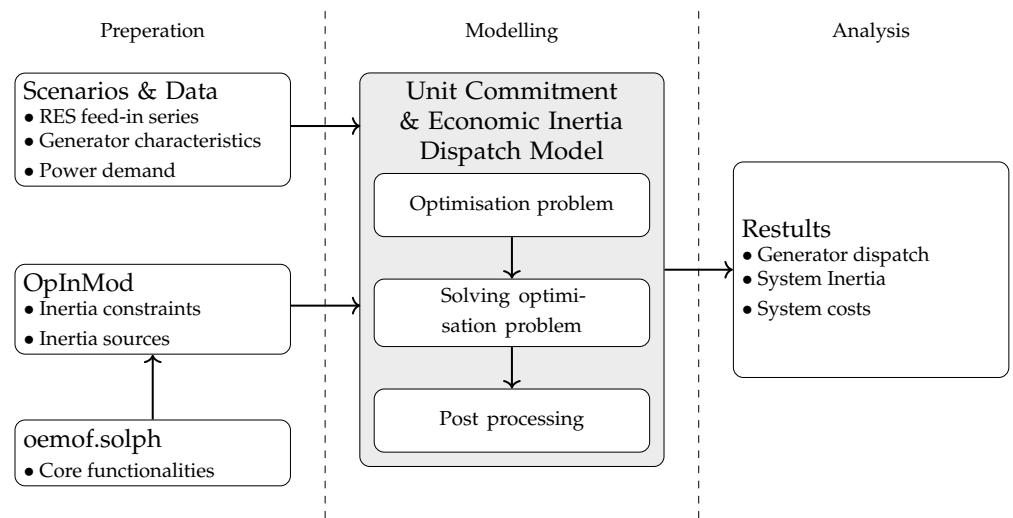 Preperation
Modelling
Analysis
Scenarios & Data
• RES feed-in series
• Generator characteristics
• Power demand
OpInMod
• Inertia constraints
• Inertia sources
oemof.solph
• Core functionalities
Unit Commitment
& Economic Inertia
Dispatch Model
Optimisation problem
Solving optimi-
sation problem
Post processing
Restults
• Generator dispatch
• System Inertia
• System costs